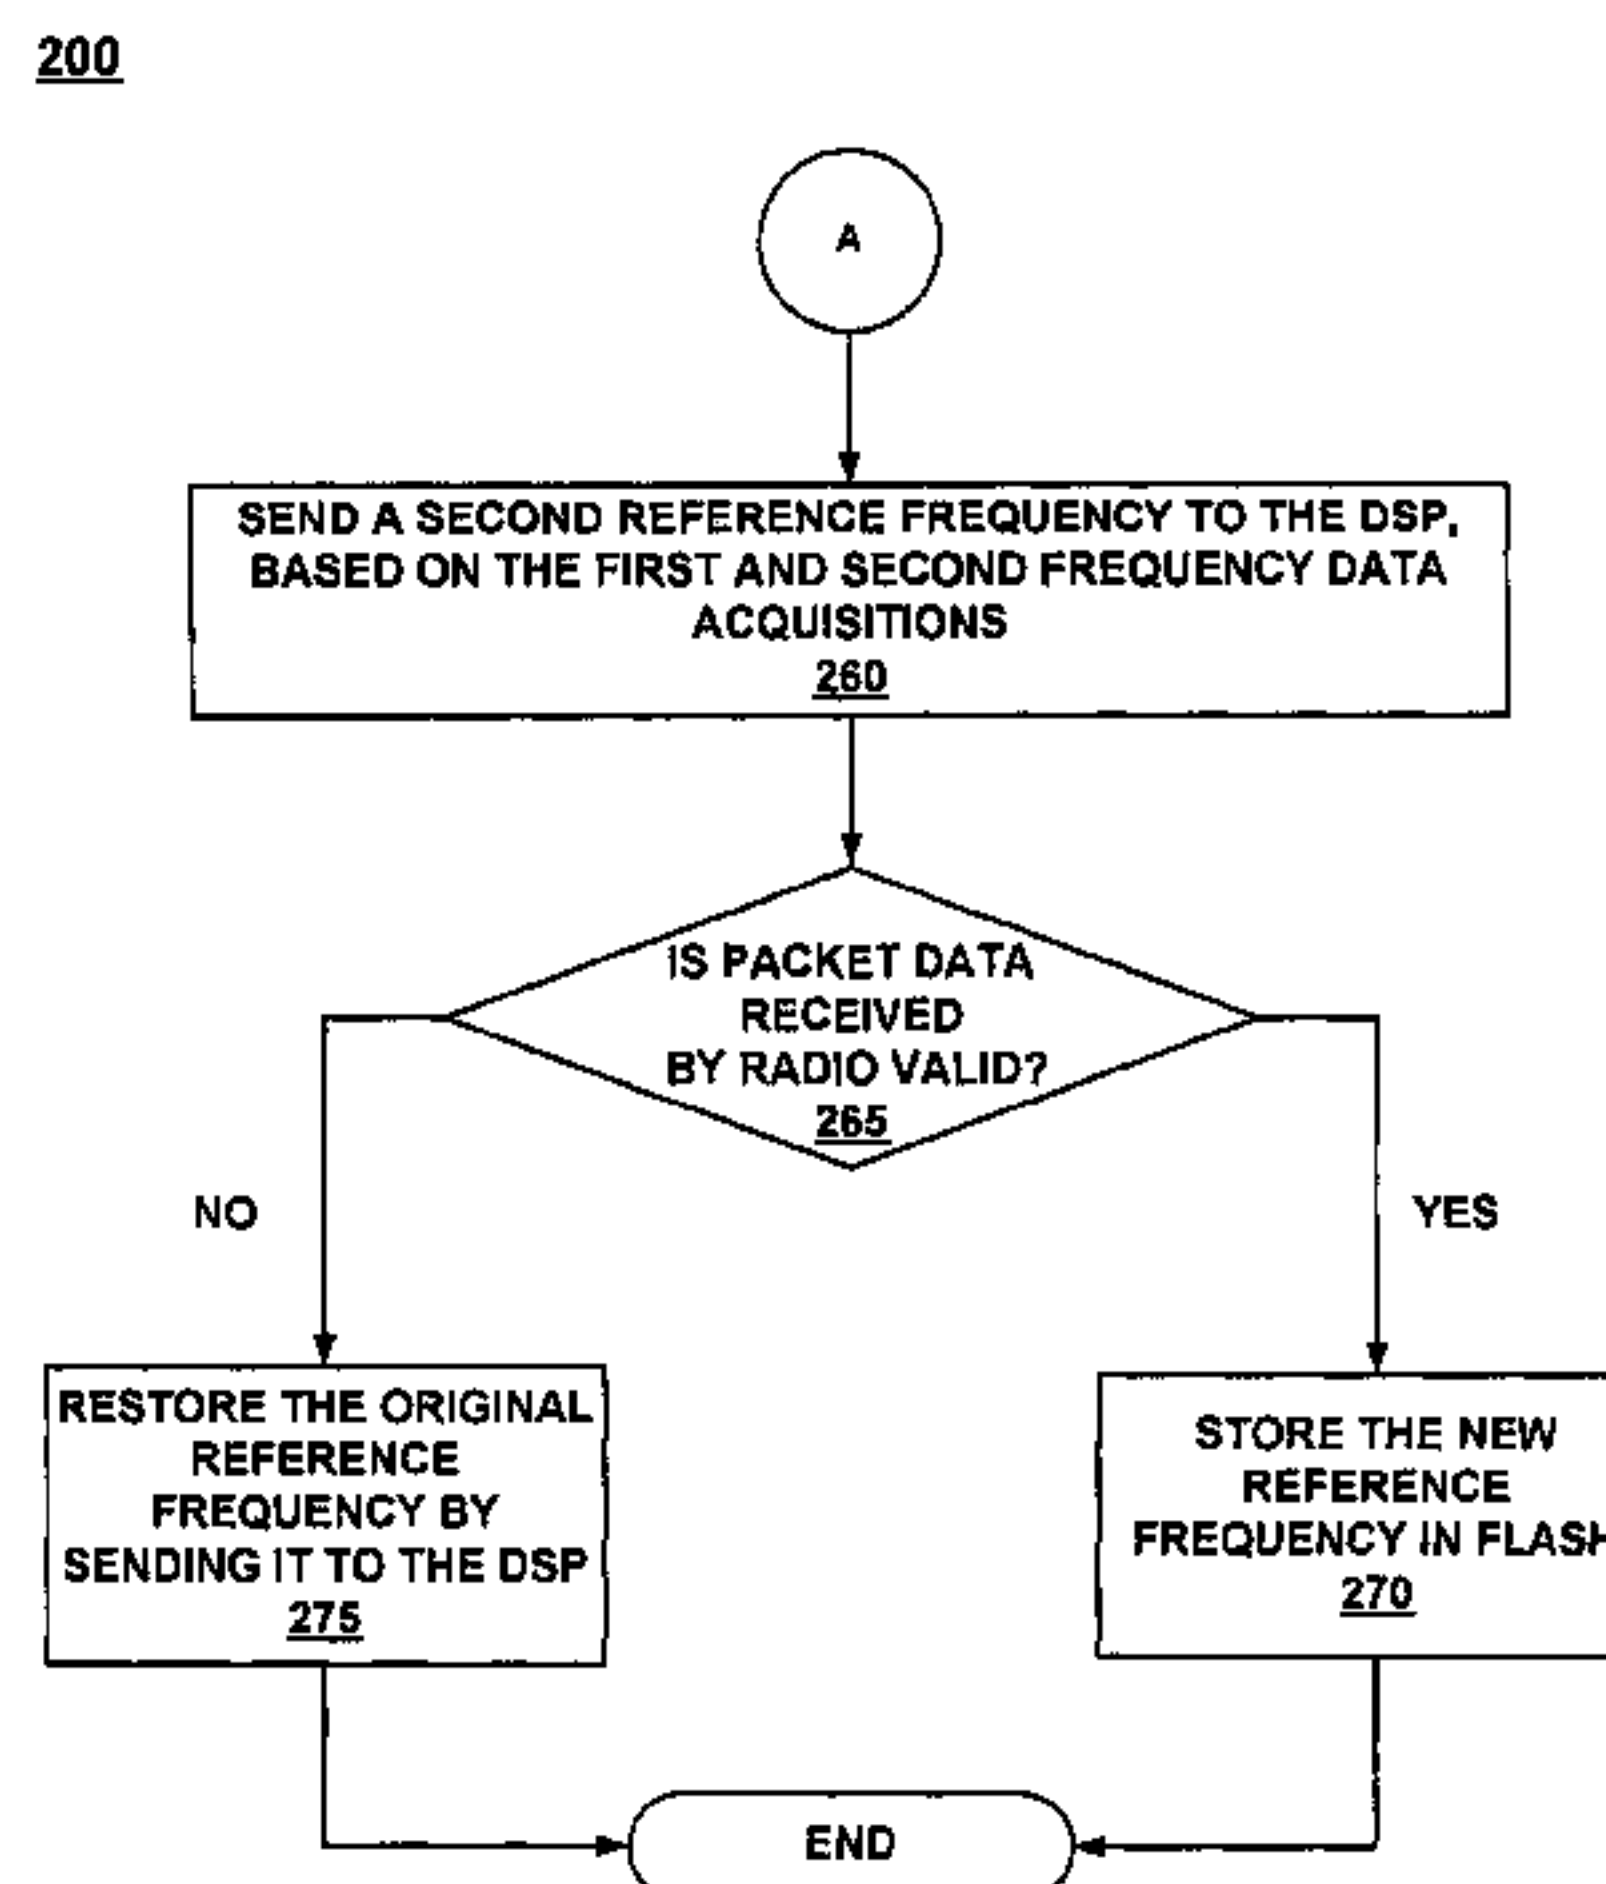 200
A
SEND A SECOND REFERENCE FREQUENCY TO THE DSP,
BASED ON THE FIRST AND SECOND FREQUENCY DATA
ACQUISITIONS
260
IS PACKET DATA
RECEIVED
BY RADIO VALID?
265
NO
YES
RESTORE THE ORIGINAL
REFERENCE
FREQUENCY BY
SENDING IT TO THE DSP
275
STORE THE NEW
REFERENCE
FREQUENCY IN FLASH
270
END